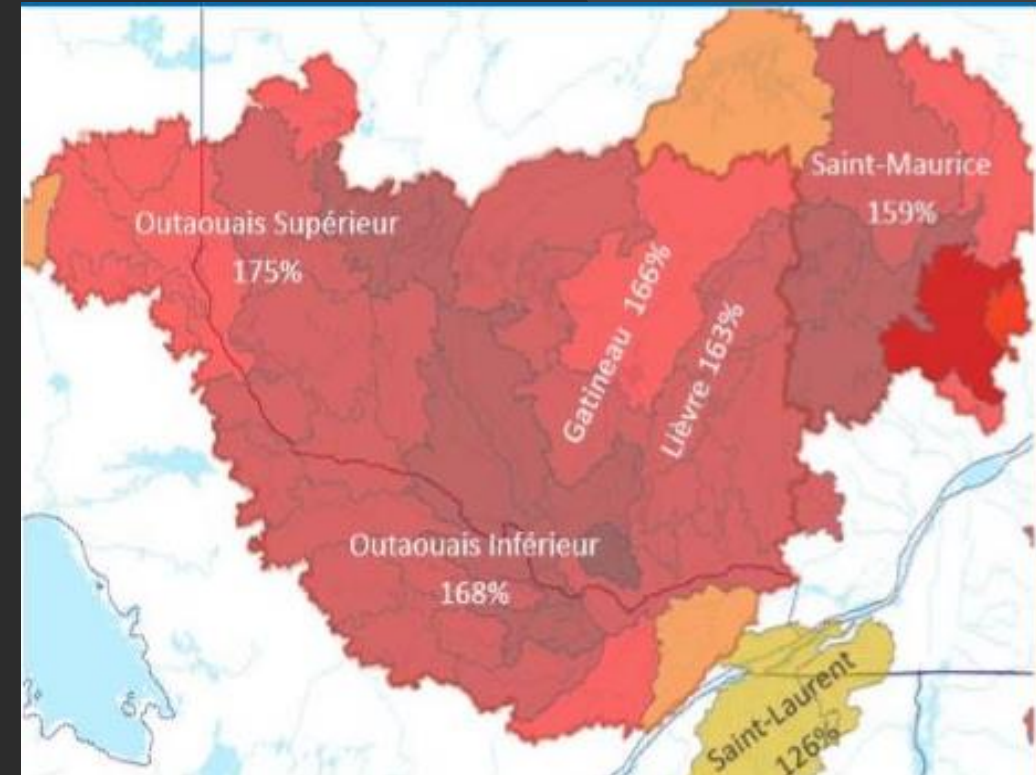 Saint-Maurice
159%
Outaouais Supérieur
175%
Gatineau 166%
Lièvre 163%
Outaouais Inférieur
168%
Saint-Laurent
126%